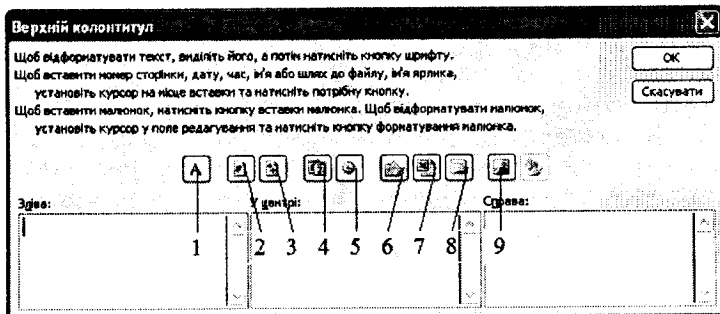 Верхній колонтитул
Щоб відформатувати текст, виділіть його, а потім натисніть кнопку шрифту.
Щоб вставити номер сторінки, дату, час, ім'я або шлях до файлу, ім'я ярлика,
установіть курсор на місце вставки та натисніть потрібну кнопку.
Щоб вставити малюнок, натисніть кнопку вставки малюнка. Щоб відформатувати малюнок,
установіть курсор у поле редагування та натисніть кнопку форматування малюнка.
OK
Скасувати
A
Зліва:
У центрі:
Справа:
1 2 3 4 5 6 7 8 9